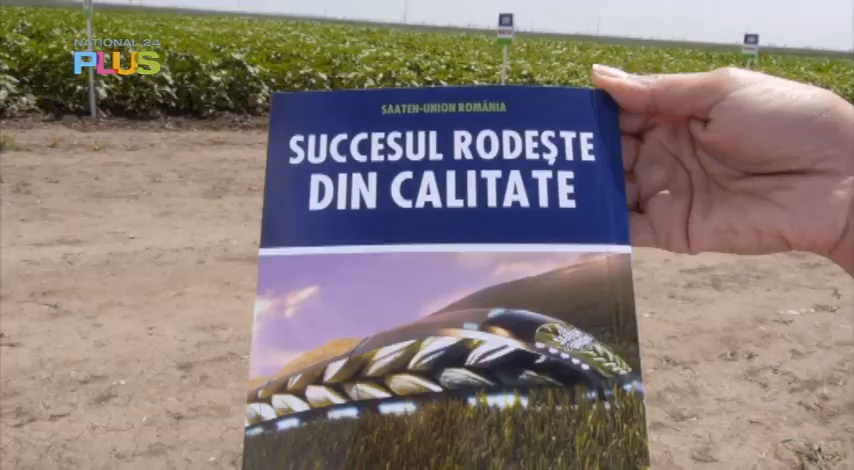 NATIONAL 24
PLUS
SAATEN-UNION ROMÂNIA
SUCCESUL RODEȘTE
DIN CALITATE